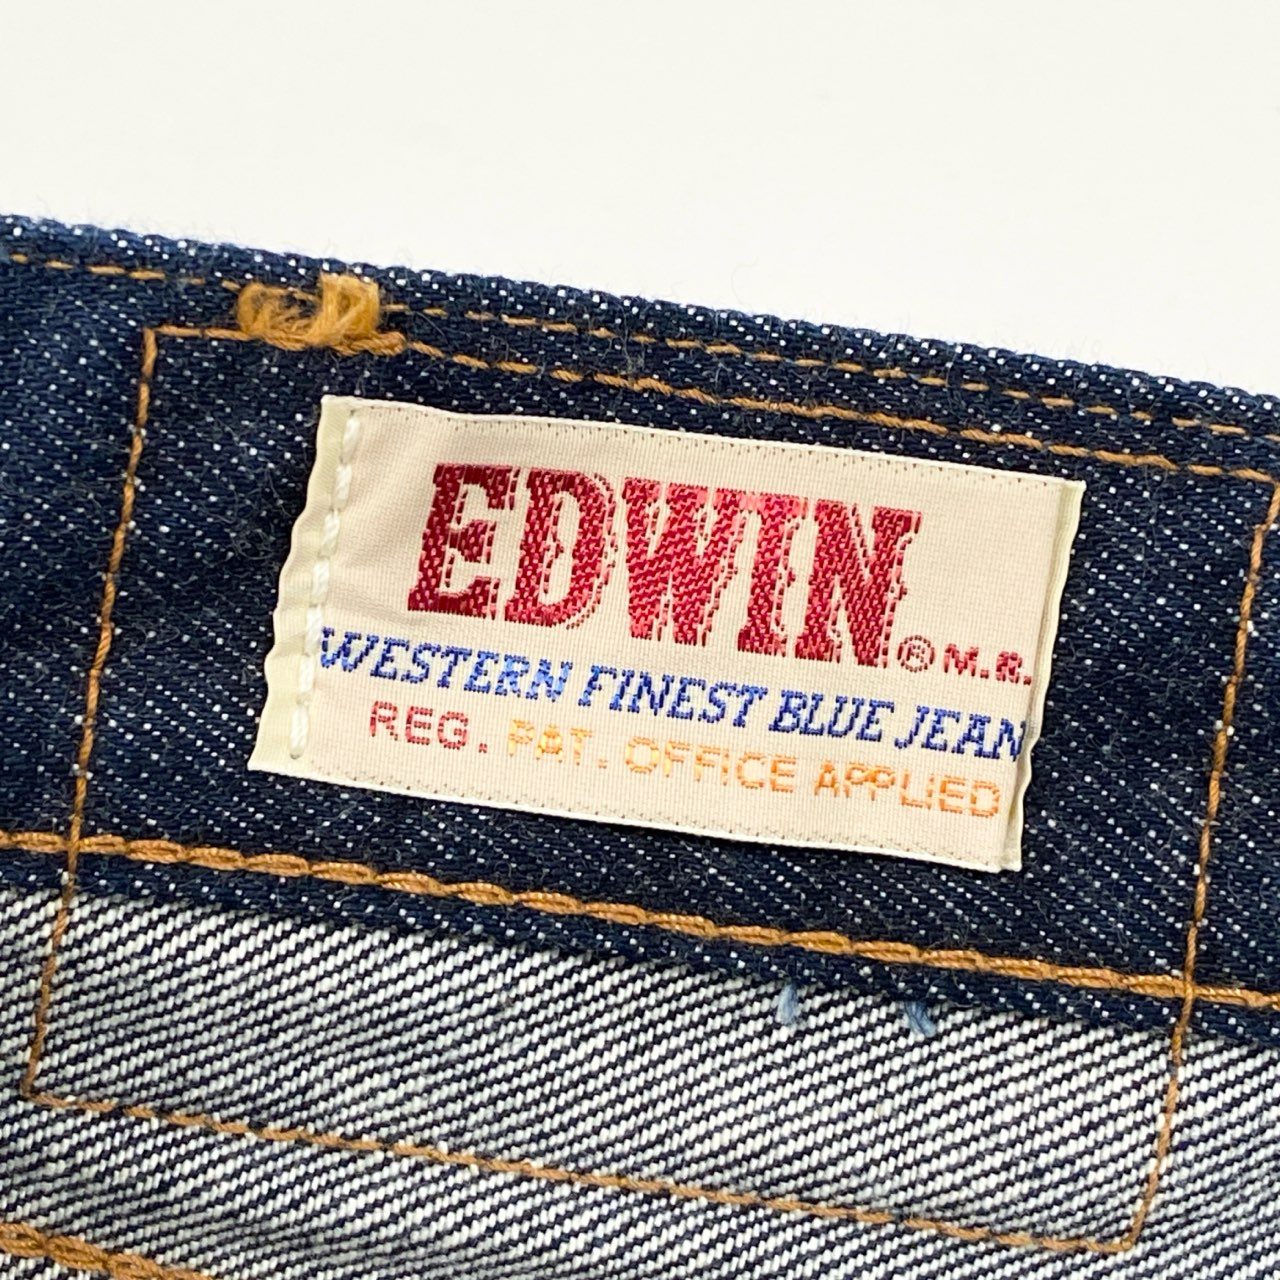 EDWIN ® M.R.
WESTERN FINEST BLUE JEAN
REG. PAT. OFFICE APPLIED